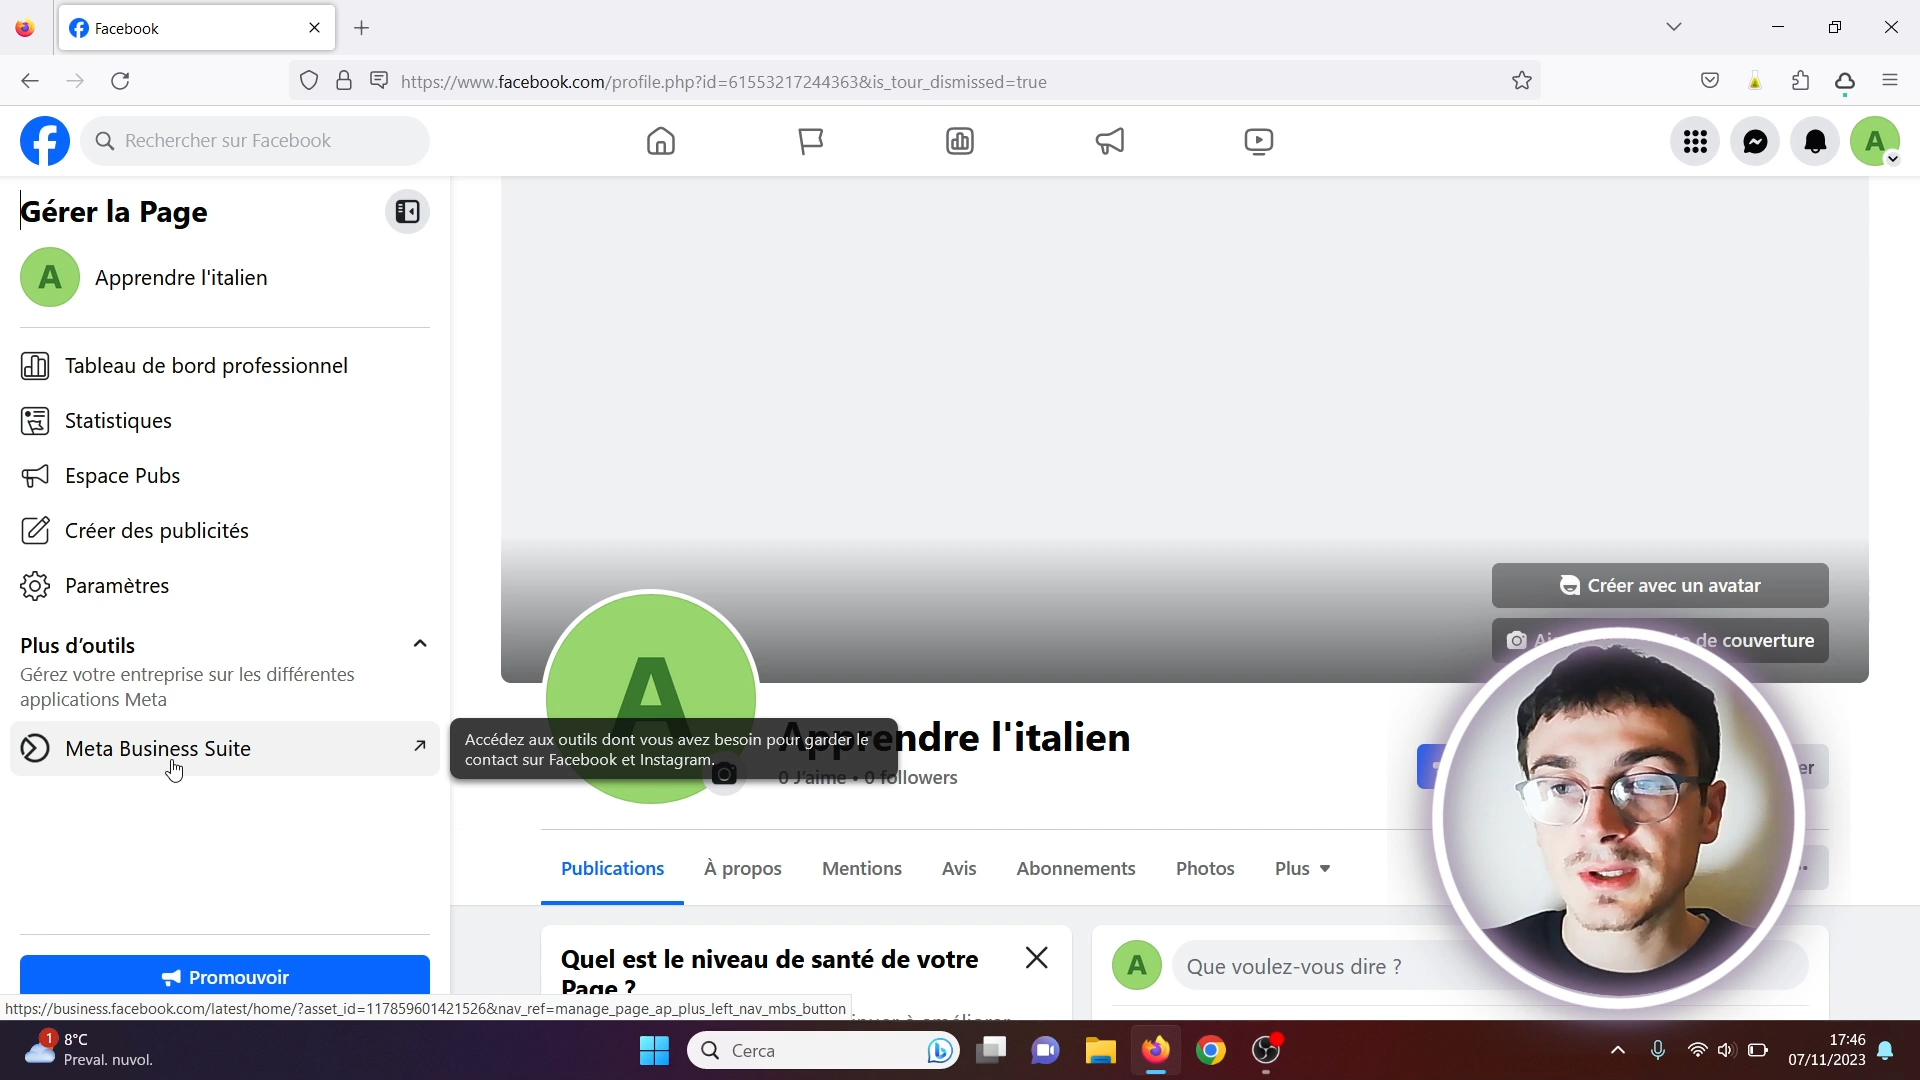 Facebook
https://www.facebook.com/profile.php?id=61553217244363&is_tour_dismissed=true
Rechercher sur Facebook
A
Gérer la Page
A
Apprendre l'italien
Tableau de bord professionnel
Statistiques
Espace Pubs
Créer des publicités
Paramètres
Plus d’outils
Gérez votre entreprise sur les différentes
applications Meta
Meta Business Suite
Promouvoir
https://business.facebook.com/latest/home/?asset_id=117859601421526&nav_ref=manage_page_ap_plus_left_nav_mbs_button
Créer avec un avatar
de couverture
A
Accédez aux outils dont vous avez besoin pour garder le
contact sur Facebook et Instagram.
Apprendre l'italien
0 J'aime • 0 followers
er
Publications
À propos
Mentions
Avis
Abonnements
Photos
Plus
Quel est le niveau de santé de votre
Page ?
A
Que voulez-vous dire ?
1
8°C
Preval. nuvol.
Cerca
17:46
07/11/2023